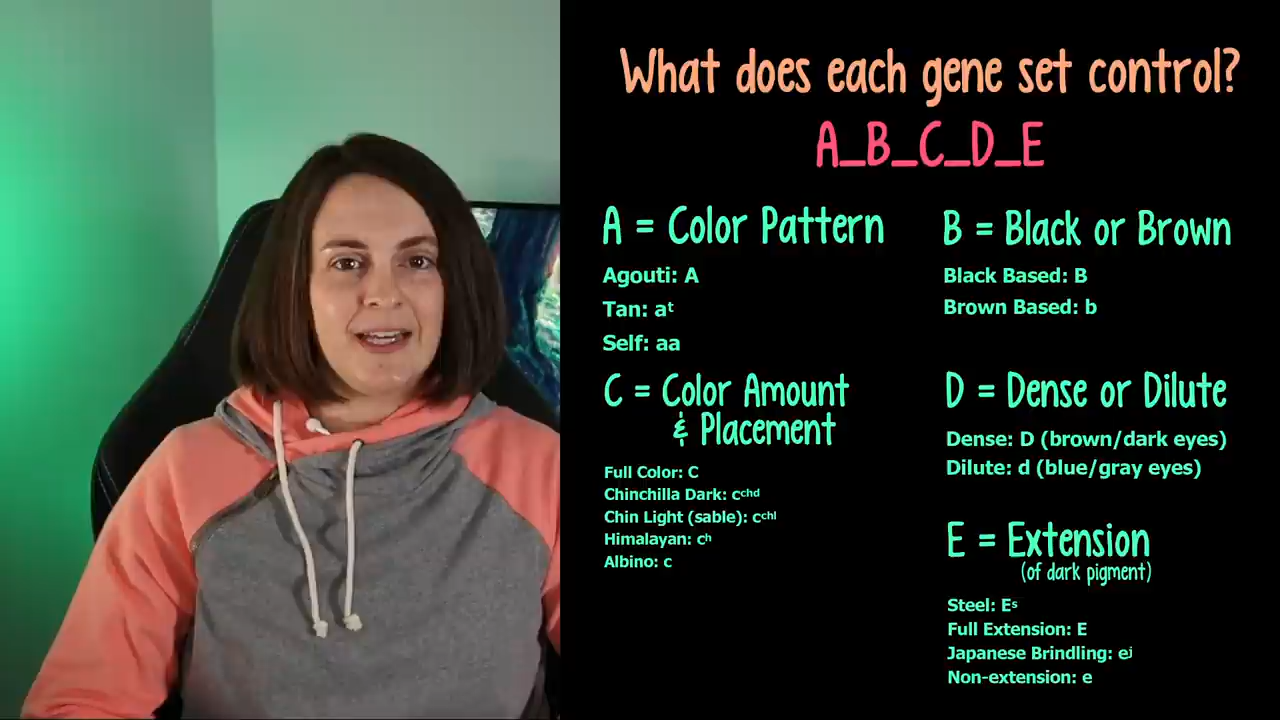 What does each gene set control?
A_B_C_D_E
A = Color Pattern
Agouti: A
Tan: aᵗ
Self: aa
B = Black or Brown
Black Based: B
Brown Based: b
C = Color Amount
& Placement
Full Color: C
Chinchilla Dark: cᶜʰᵈ
Chin Light (sable): cᶜʰˡ
Himalayan: cʰ
Albino: c
D = Dense or Dilute
Dense: D (brown/dark eyes)
Dilute: d (blue/gray eyes)
E = Extension
(of dark pigment)
Steel: Eˢ
Full Extension: E
Japanese Brindling: eʲ
Non-extension: e